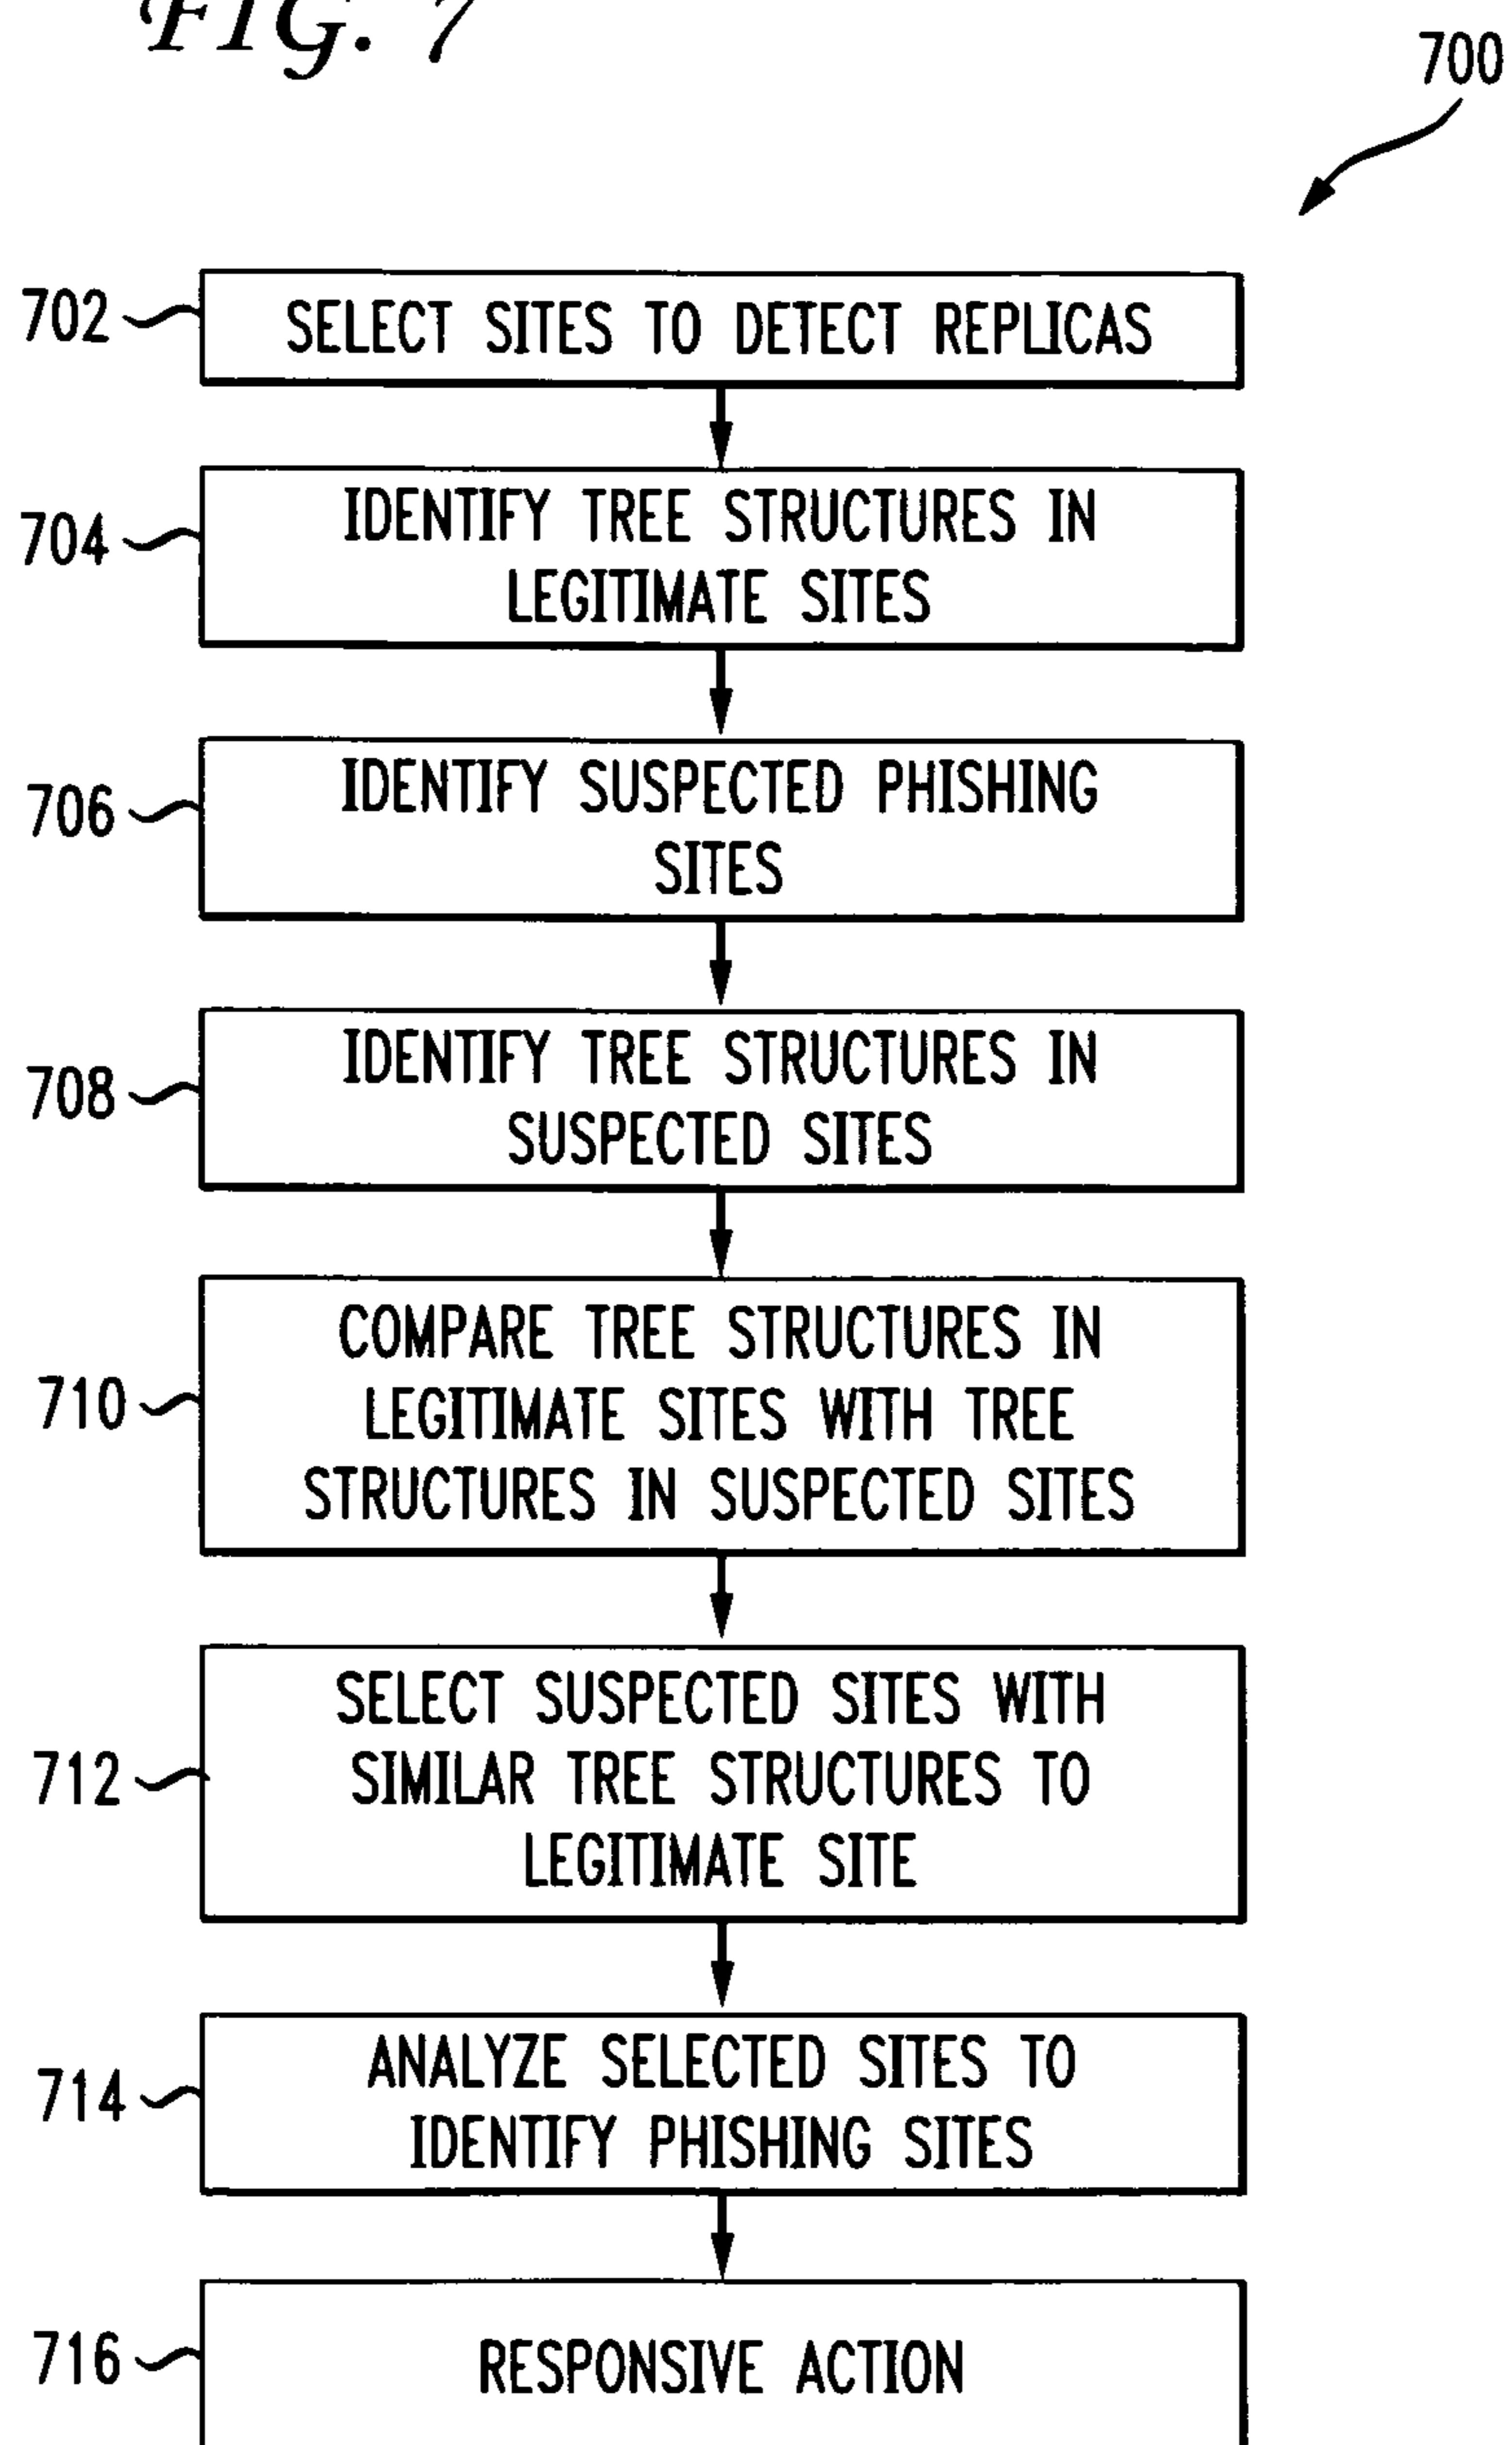 FIG. 7
700
702
SELECT SITES TO DETECT REPLICAS
704
IDENTIFY TREE STRUCTURES IN
LEGITIMATE SITES
706
IDENTIFY SUSPECTED PHISHING
SITES
708
IDENTIFY TREE STRUCTURES IN
SUSPECTED SITES
710
COMPARE TREE STRUCTURES IN
LEGITIMATE SITES WITH TREE
STRUCTURES IN SUSPECTED SITES
712
SELECT SUSPECTED SITES WITH
SIMILAR TREE STRUCTURES TO
LEGITIMATE SITE
714
ANALYZE SELECTED SITES TO
IDENTIFY PHISHING SITES
716
RESPONSIVE ACTION